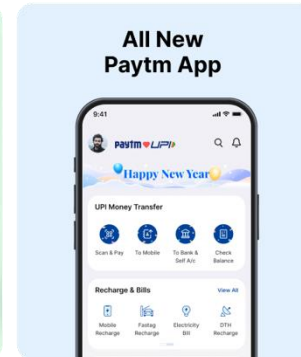 All New
Paytm App
9:41
Paytm UPI
Happy New Year
UPI Money Transfer
Scan & Pay To Mobile To Bank & Self A/c Check Balance
Recharge & Bills View All
Mobile Recharge Fastag Recharge Electricity Bill DTH Recharge